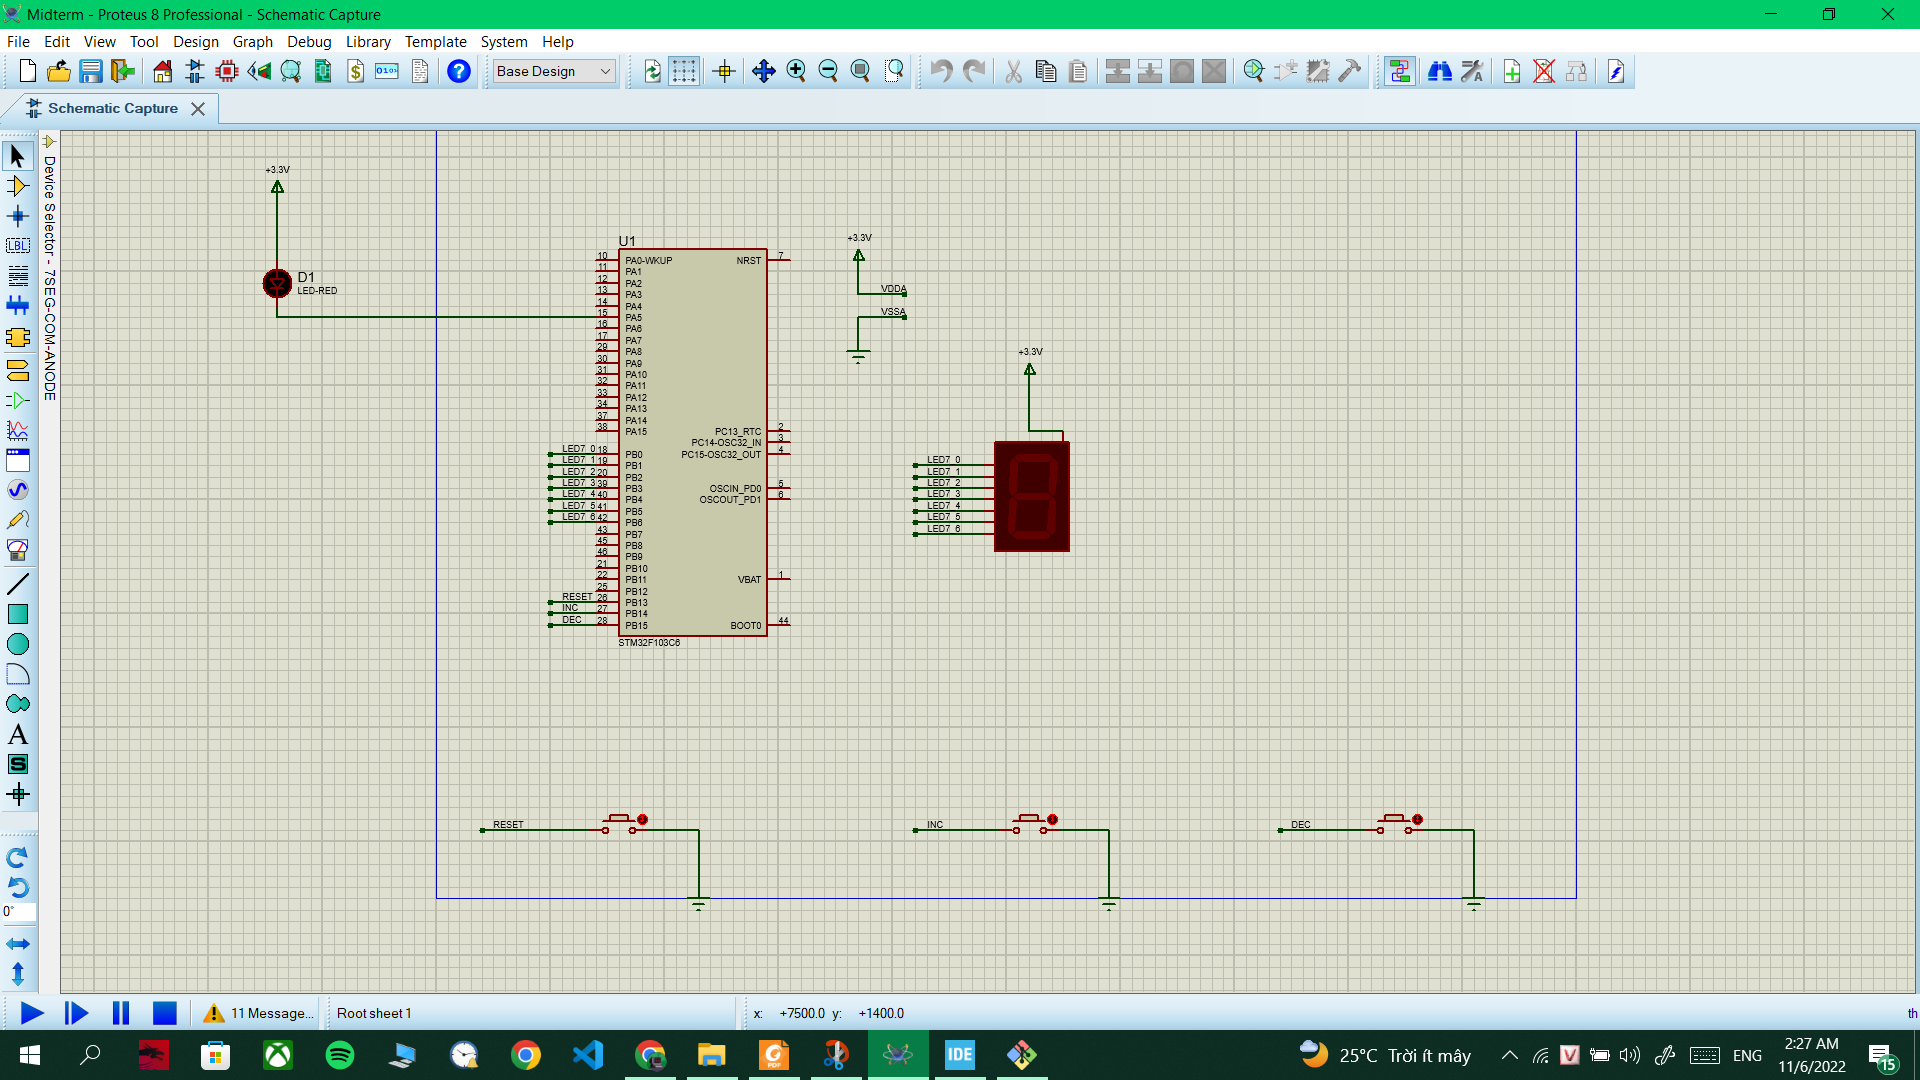 Midterm - Proteus 8 Professional - Schematic Capture
File Edit View Tool Design Graph Debug Library Template System Help
Base Design
Schematic Capture
Device Selector - 7SEG-COM-ANODE
LBL
A
S
0°
+3.3V
D1
LED-RED
U1
10 PA0-WKUP
11 PA1
12 PA2
13 PA3
14 PA4
15 PA5
16 PA6
17 PA7
29 PA8
30 PA9
31 PA10
32 PA11
33 PA12
34 PA13
37 PA14
38 PA15
LED7_0 18 PB0
LED7_1 19 PB1
LED7_2 20 PB2
LED7_3 39 PB3
LED7_4 40 PB4
LED7_5 41 PB5
LED7_6 42 PB6
43 PB7
45 PB8
46 PB9
21 PB10
22 PB11
25 PB12
RESET 26 PB13
INC 27 PB14
DEC 28 PB15
NRST 7
PC13_RTC 2
PC14-OSC32_IN 3
PC15-OSC32_OUT 4
OSCIN_PD0 5
OSCOUT_PD1 6
VBAT 1
BOOT0 44
STM32F103C6
+3.3V
VDDA
VSSA
+3.3V
LED7_0
LED7_1
LED7_2
LED7_3
LED7_4
LED7_5
LED7_6
RESET
INC
DEC
11 Message... Root sheet 1 x: +7500.0 y: +1400.0 th
IDE
25°C Trời ít mây
ENG
2:27 AM
11/6/2022
15